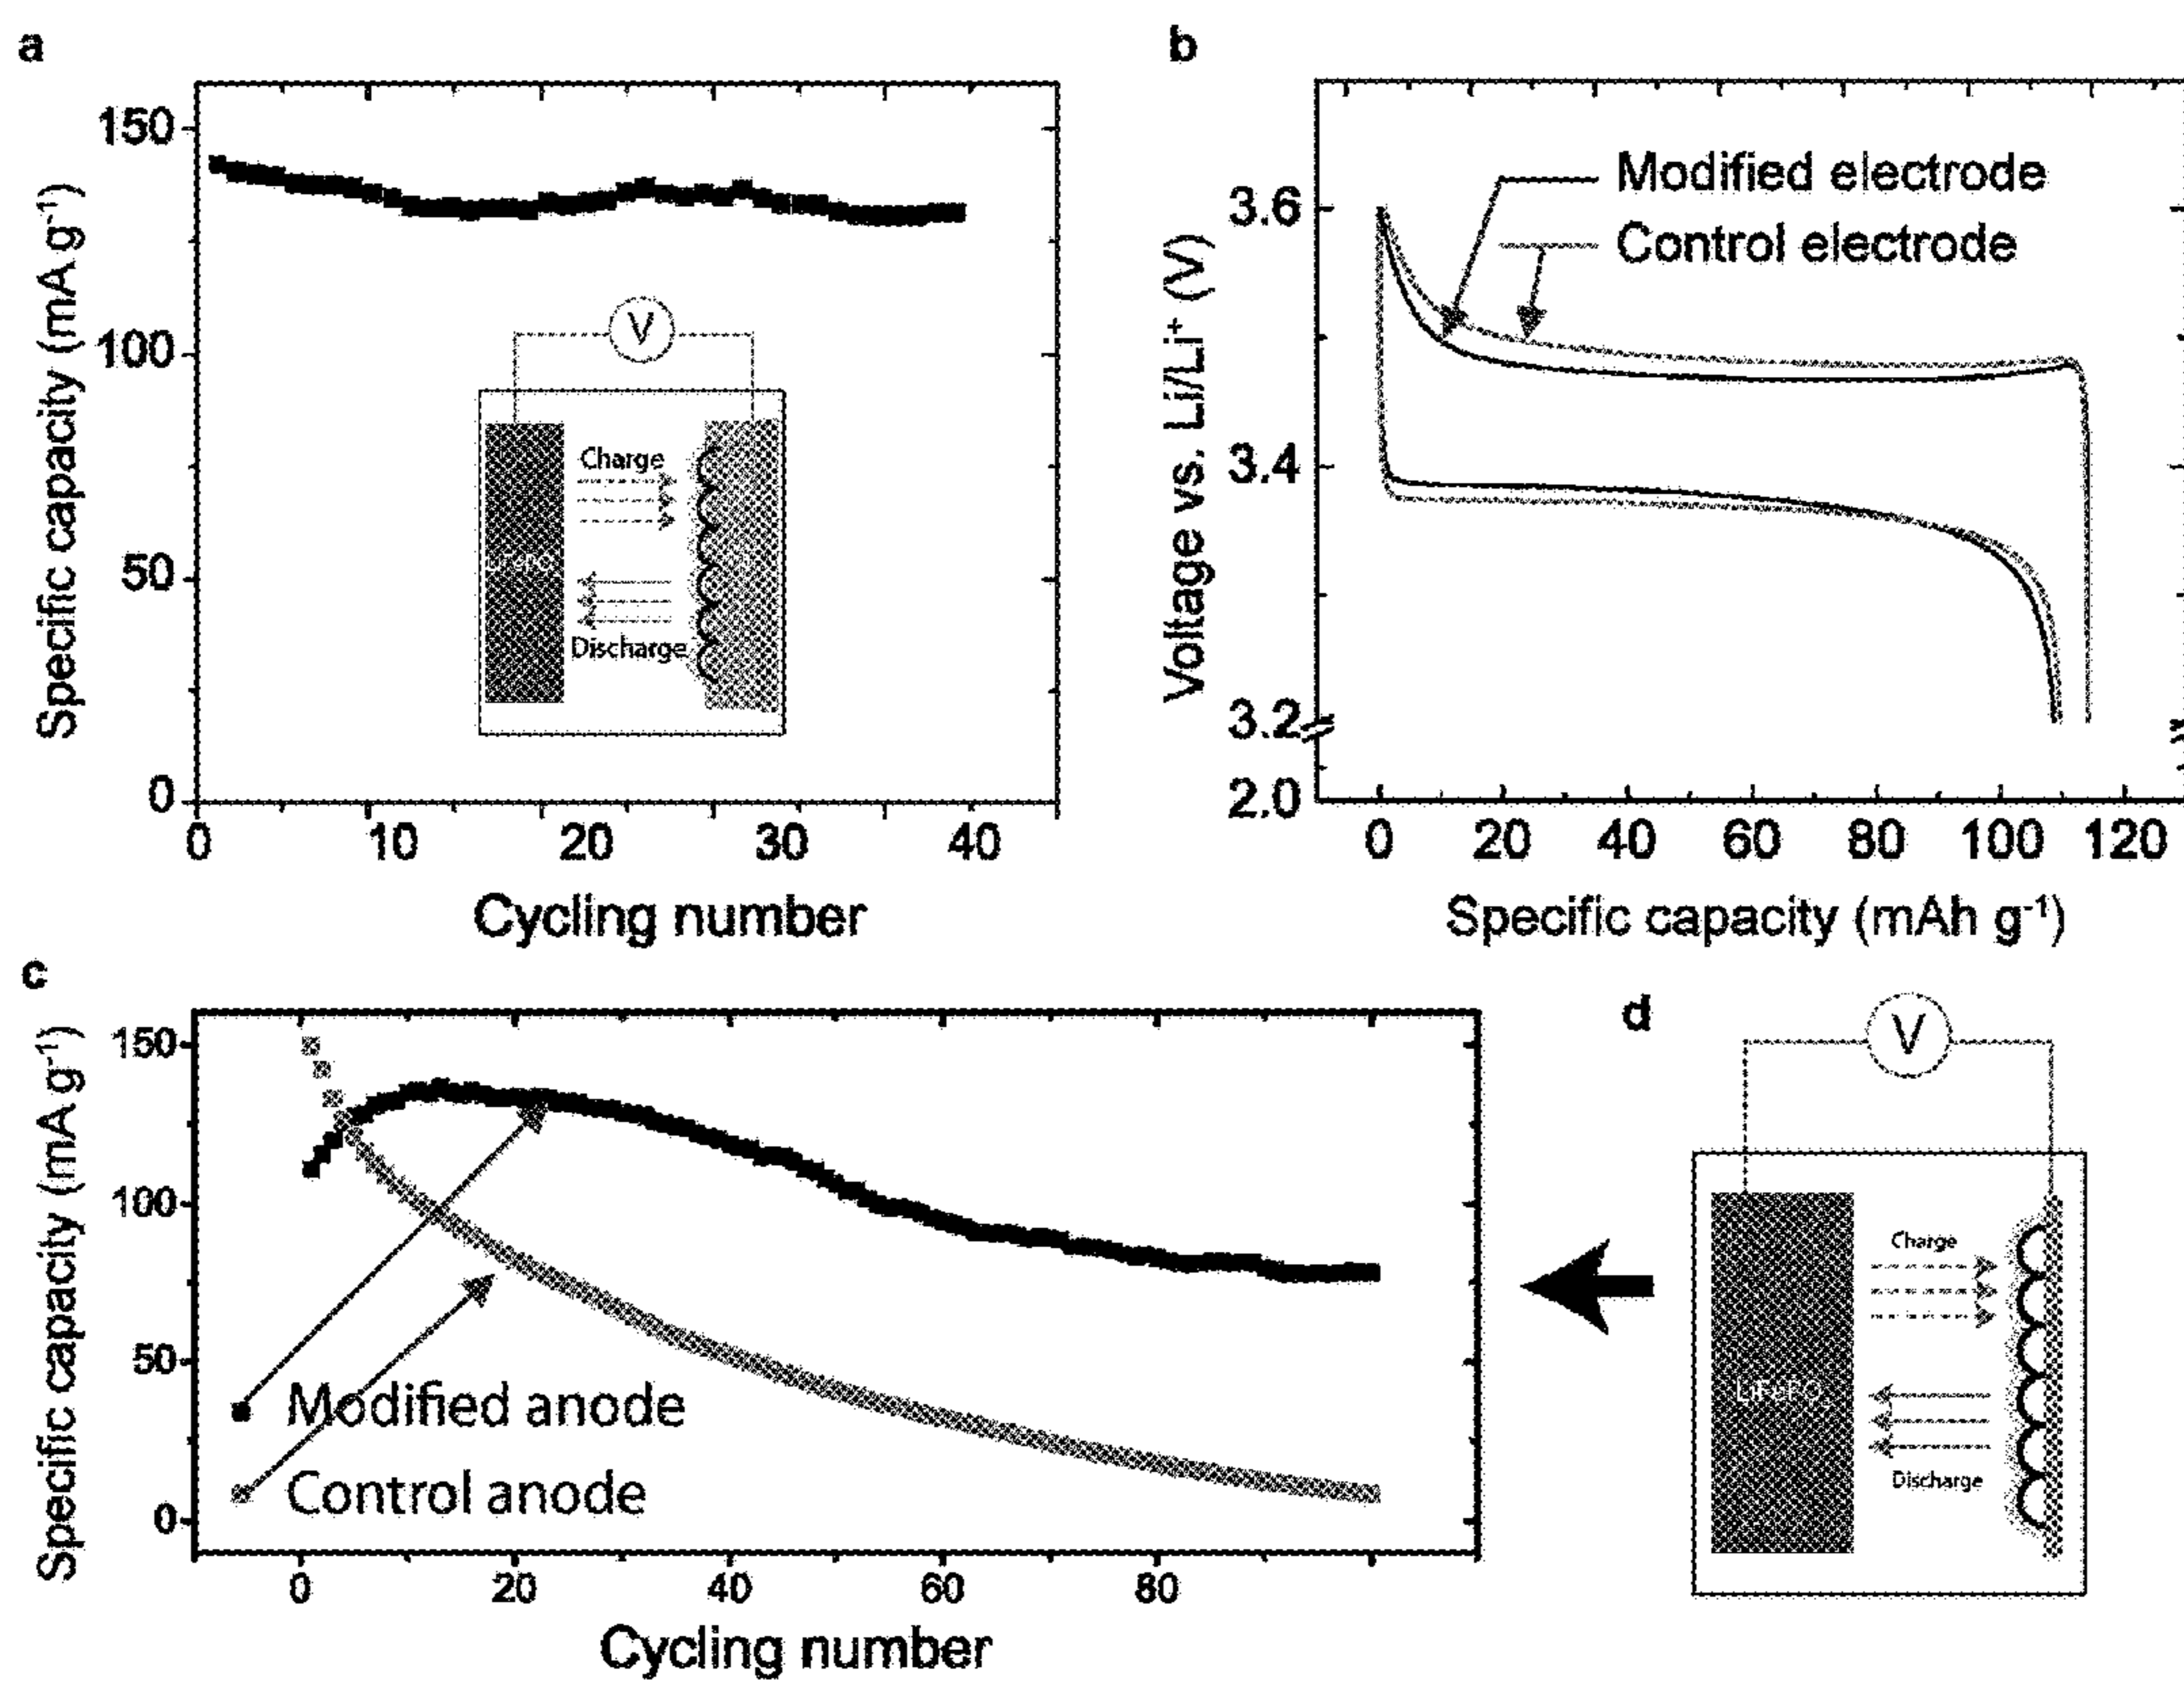 a
150
100
50
0
Specific capacity (mA g⁻¹)
V
Charge
Discharge
0 10 20 30 40
Cycling number
b
Modified electrode
Control electrode
3.6
3.4
3.2
2.0
Voltage vs. Li/Li⁺ (V)
0 20 40 60 80 100 120
Specific capacity (mAh g⁻¹)
c
150
100
50
0
Specific capacity (mA g⁻¹)
Modified anode
Control anode
0 20 40 60 80
Cycling number
d
V
Charge
Discharge